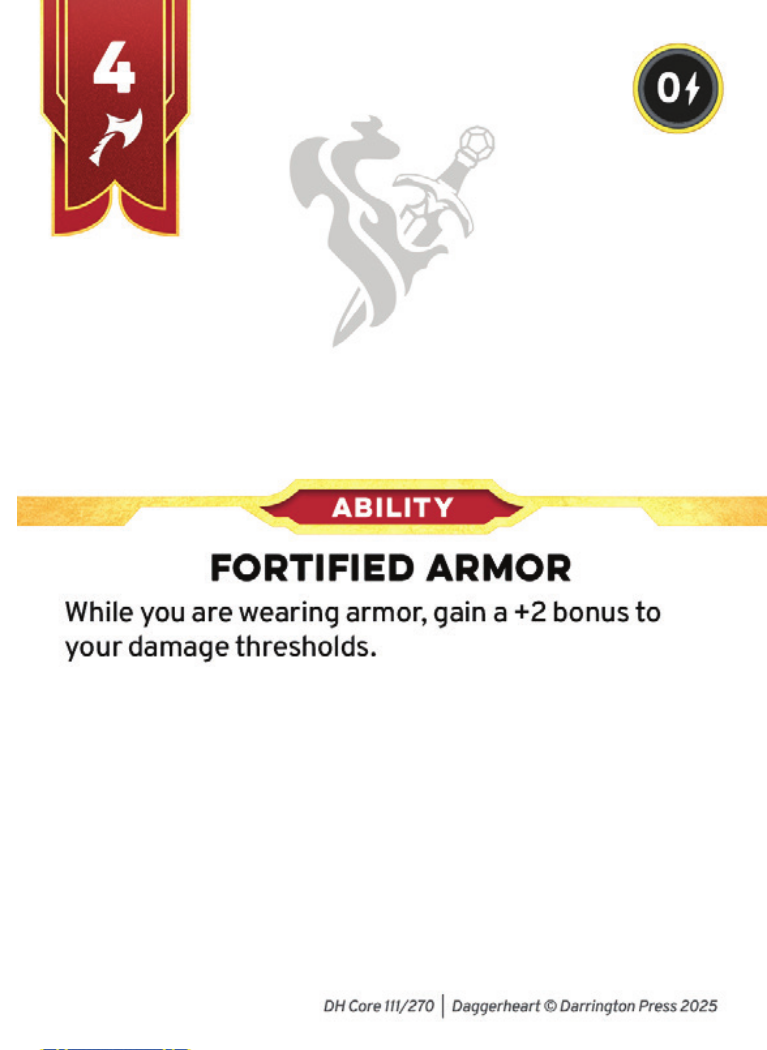 4
0
ABILITY
FORTIFIED ARMOR
While you are wearing armor, gain a +2 bonus to
your damage thresholds.
DH Core 111/270 | Daggerheart © Darrington Press 2025